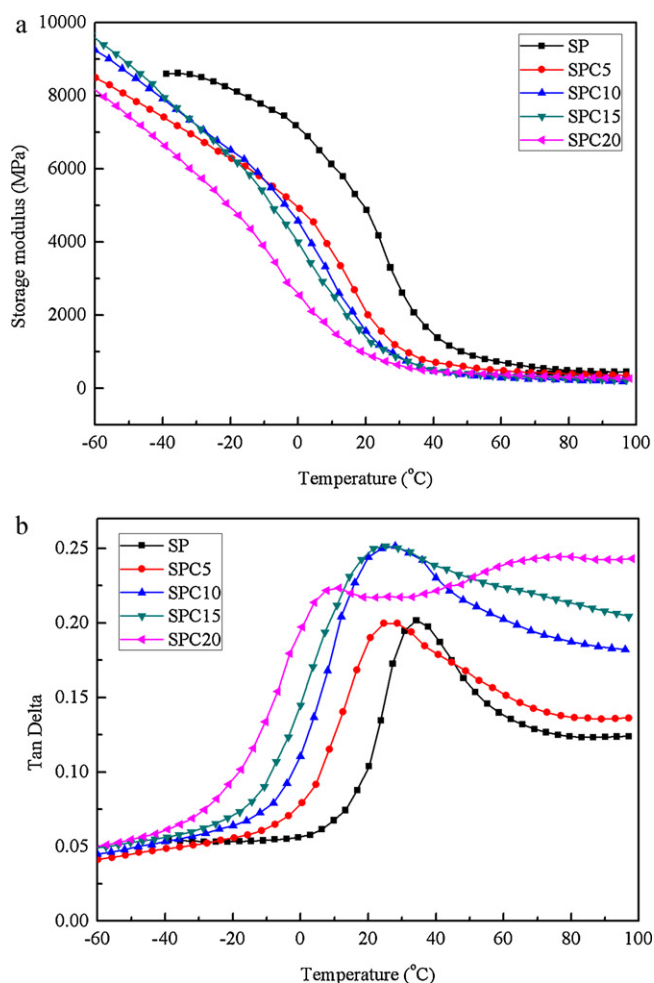 a
10000
8000
6000
4000
2000
0
Storage modulus (MPa)
SP
SPC5
SPC10
SPC15
SPC20
-60 -40 -20 0 20 40 60 80 100
Temperature (°C)
b
0.25
0.20
0.15
0.10
0.05
0.00
Tan Delta
SP
SPC5
SPC10
SPC15
SPC20
-60 -40 -20 0 20 40 60 80 100
Temperature (°C)